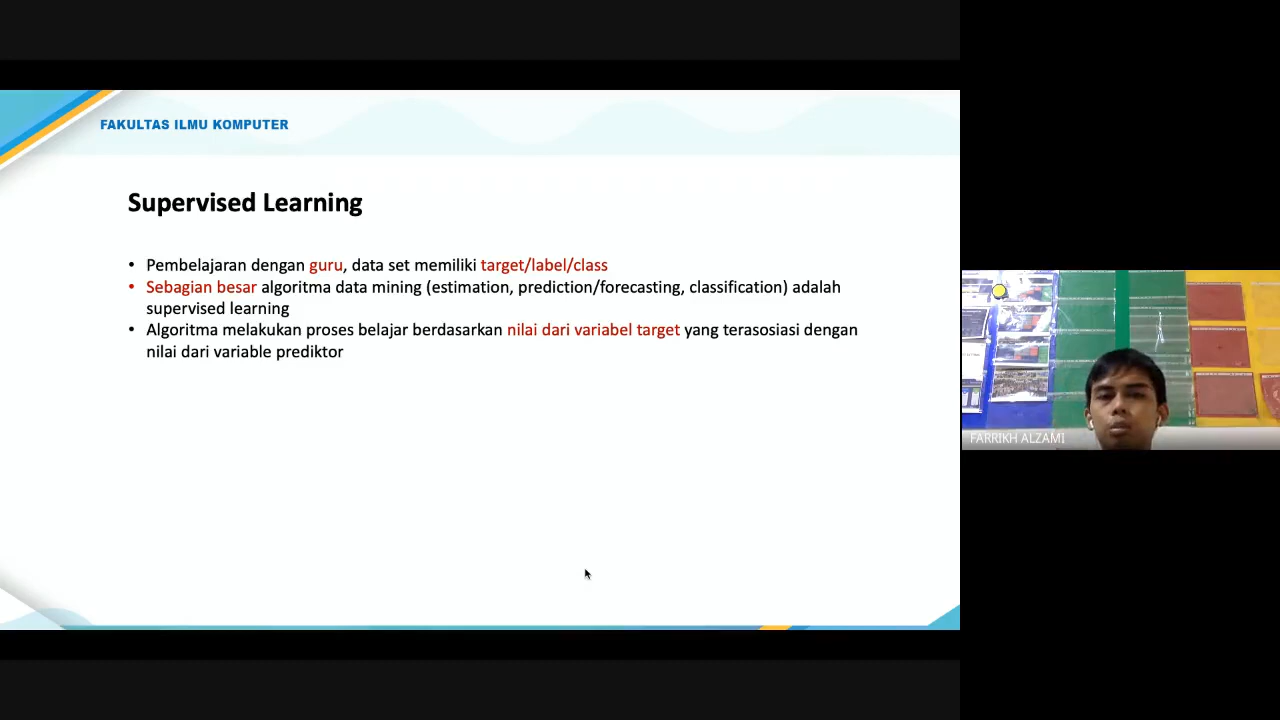 FAKULTAS ILMU KOMPUTER
Supervised Learning
• Pembelajaran dengan guru, data set memiliki target/label/class
• Sebagian besar algoritma data mining (estimation, prediction/forecasting, classification) adalah
supervised learning
• Algoritma melakukan proses belajar berdasarkan nilai dari variabel target yang terasosiasi dengan
nilai dari variable prediktor
FARRIKH ALZAMI